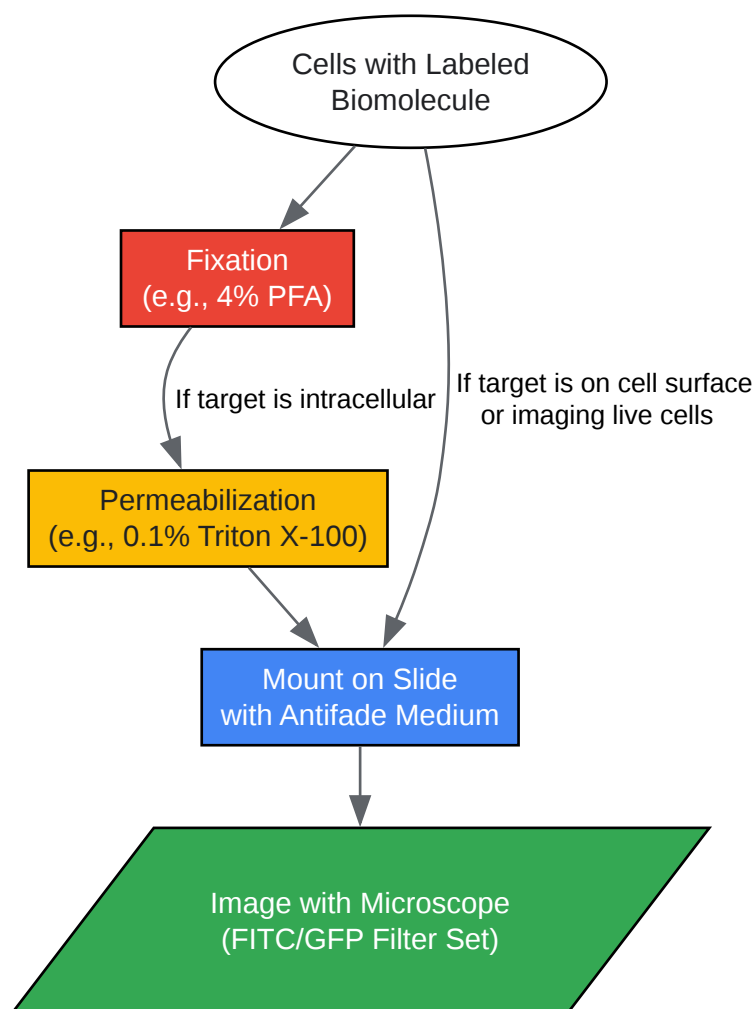 Cells with Labeled
Biomolecule
Fixation
(e.g., 4% PFA)
If target is intracellular
If target is on cell surface
or imaging live cells
Permeabilization
(e.g., 0.1% Triton X-100)
Mount on Slide
with Antifade Medium
Image with Microscope
(FITC/GFP Filter Set)